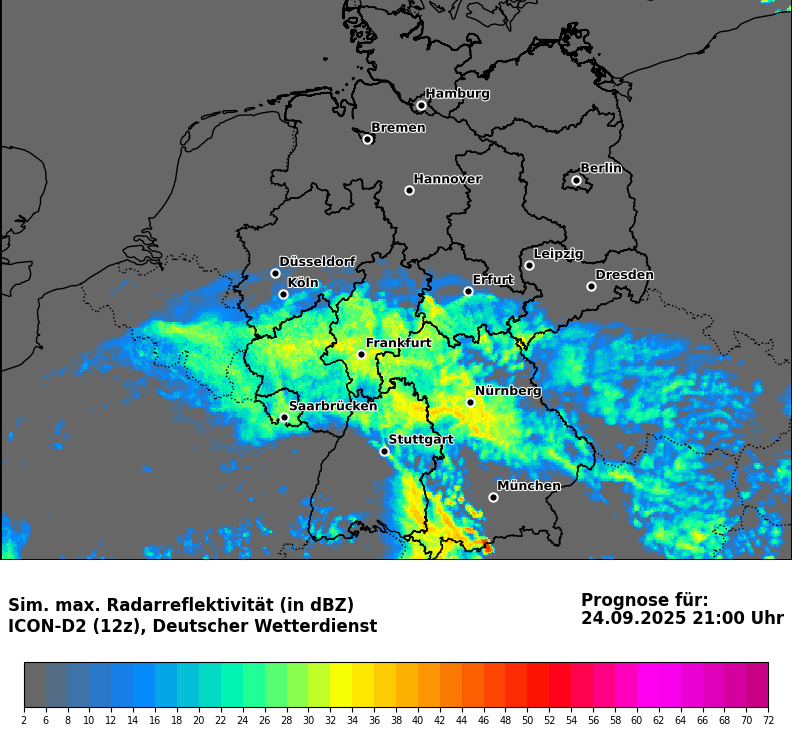 Hamburg
Bremen
Berlin
Hannover
Leipzig
Düsseldorf
Dresden
Köln
Erfurt
Frankfurt
Nürnberg
Saarbrücken
Stuttgart
München
Sim. max. Radarreflektivität (in dBZ)
ICON-D2 (12z), Deutscher Wetterdienst
Prognose für:
24.09.2025 21:00 Uhr
2 6 8 10 12 14 16 18 20 22 24 26 28 30 32 34 36 38 40 42 44 46 48 50 52 54 56 58 60 62 64 66 68 70 72